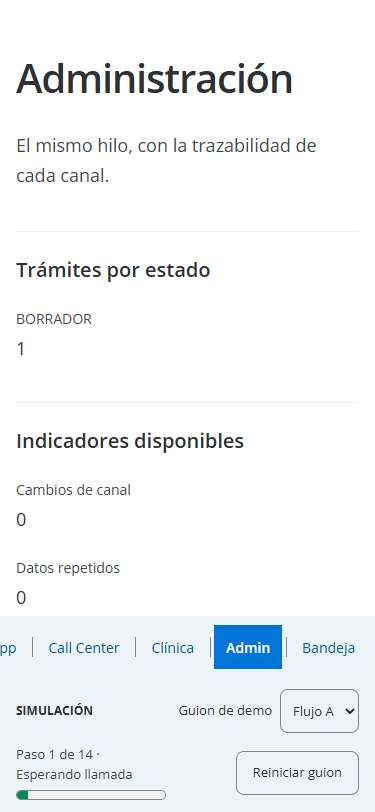 Administración
El mismo hilo, con la trazabilidad de
cada canal.
Trámites por estado
BORRADOR
1
Indicadores disponibles
Cambios de canal
0
Datos repetidos
0
pp | Call Center | Clínica | Admin | Bandeja
SIMULACIÓN Guion de demo Flujo A
Paso 1 de 14 ·
Esperando llamada
Reiniciar guion